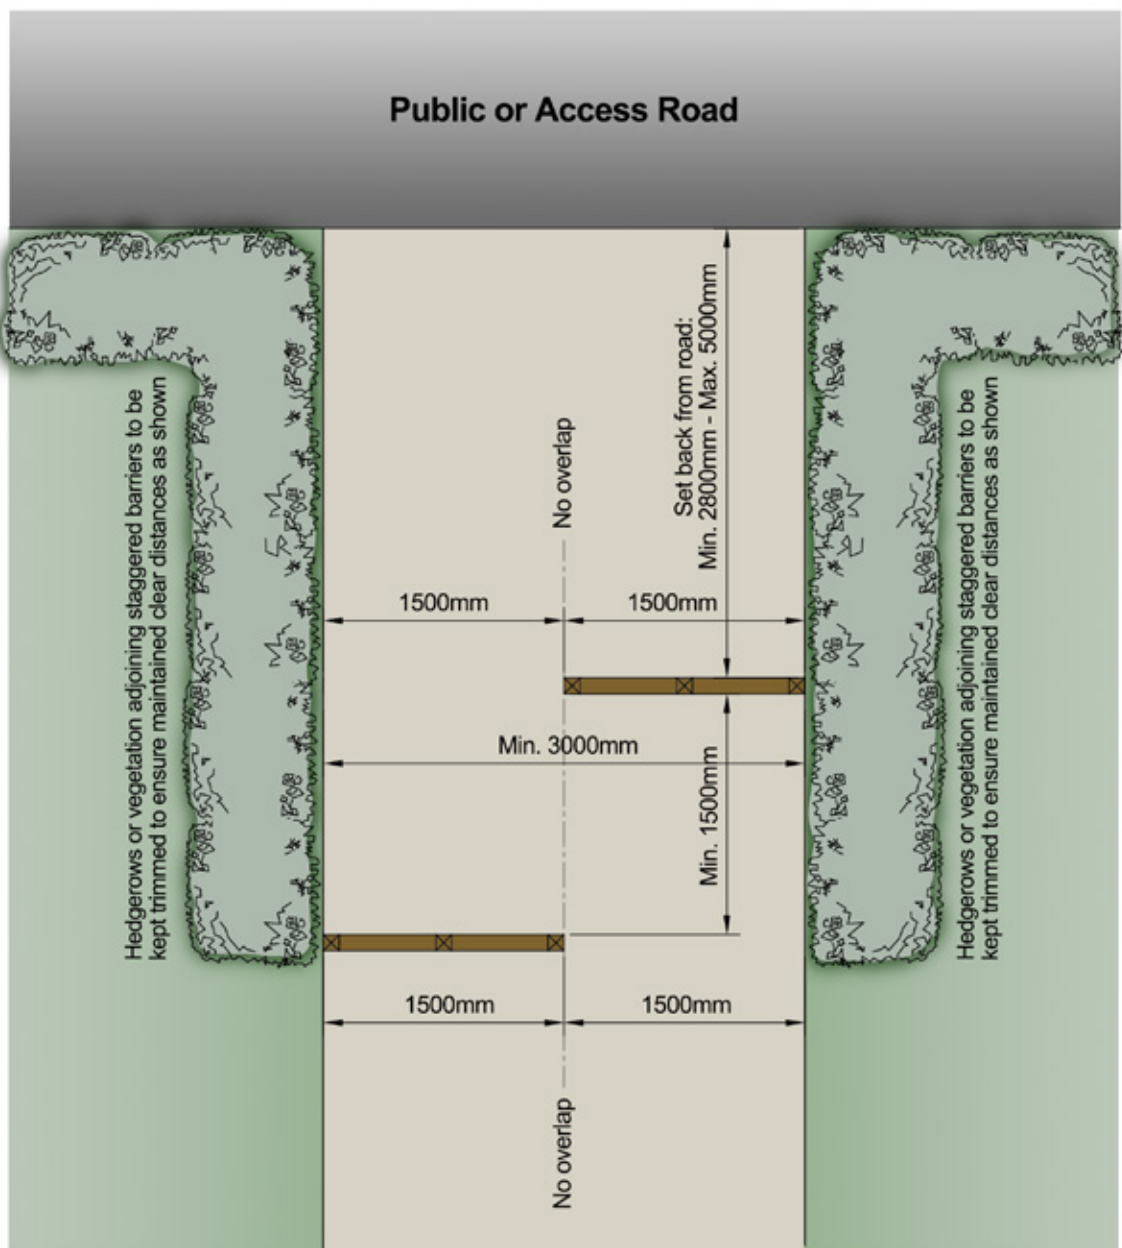 Public or Access Road
Hedgerows or vegetation adjoining staggered barriers to be
kept trimmed to ensure maintained clear distances as shown
No overlap
Set back from road:
Min. 2800mm - Max. 5000mm
Hedgerows or vegetation adjoining staggered barriers to be
kept trimmed to ensure maintained clear distances as shown
1500mm
1500mm
Min. 3000mm
Min. 1500mm
1500mm
1500mm
No overlap